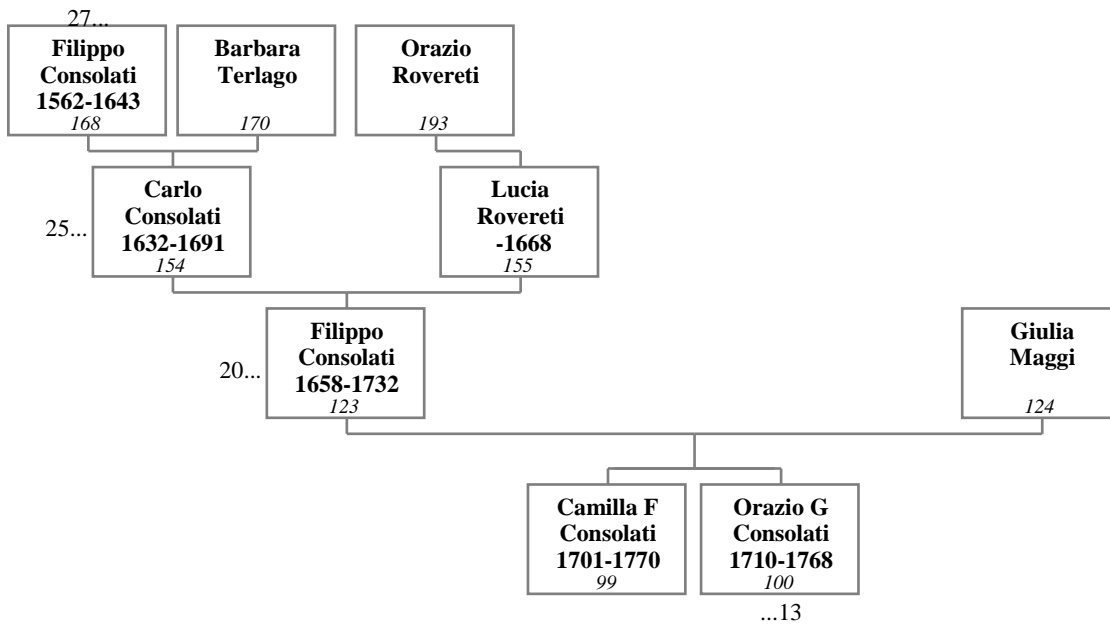 27...
Filippo
Consolati
1562-1643
168
Barbara
Terlago
170
Orazio
Rovereti
193
25...
Carlo
Consolati
1632-1691
154
Lucia
Rovereti
-1668
155
20...
Filippo
Consolati
1658-1732
123
Giulia
Maggi
124
Camilla F
Consolati
1701-1770
99
Orazio G
Consolati
1710-1768
100
...13